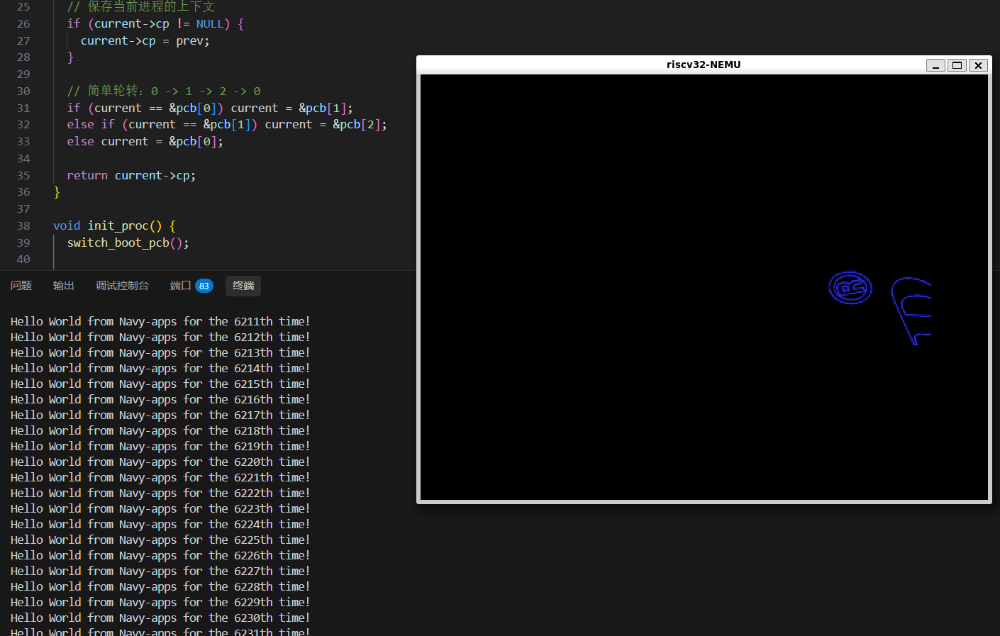 25 // 保存当前进程的上下文
26 if (current->cp != NULL) {
27 current->cp = prev;
28 }
29
30 // 简单轮转：0 -> 1 -> 2 -> 0
31 if (current == &pcb[0]) current = &pcb[1];
32 else if (current == &pcb[1]) current = &pcb[2];
33 else current = &pcb[0];
34
35 return current->cp;
36 }
37
38 void init_proc() {
39 switch_boot_pcb();
40
riscv32-NEMU
问题 输出 调试控制台 端口 83 终端
Hello World from Navy-apps for the 6211th time!
Hello World from Navy-apps for the 6212th time!
Hello World from Navy-apps for the 6213th time!
Hello World from Navy-apps for the 6214th time!
Hello World from Navy-apps for the 6215th time!
Hello World from Navy-apps for the 6216th time!
Hello World from Navy-apps for the 6217th time!
Hello World from Navy-apps for the 6218th time!
Hello World from Navy-apps for the 6219th time!
Hello World from Navy-apps for the 6220th time!
Hello World from Navy-apps for the 6221th time!
Hello World from Navy-apps for the 6222th time!
Hello World from Navy-apps for the 6223th time!
Hello World from Navy-apps for the 6224th time!
Hello World from Navy-apps for the 6225th time!
Hello World from Navy-apps for the 6226th time!
Hello World from Navy-apps for the 6227th time!
Hello World from Navy-apps for the 6228th time!
Hello World from Navy-apps for the 6229th time!
Hello World from Navy-apps for the 6230th time!
Hello World from Navy-apps for the 6231th time!